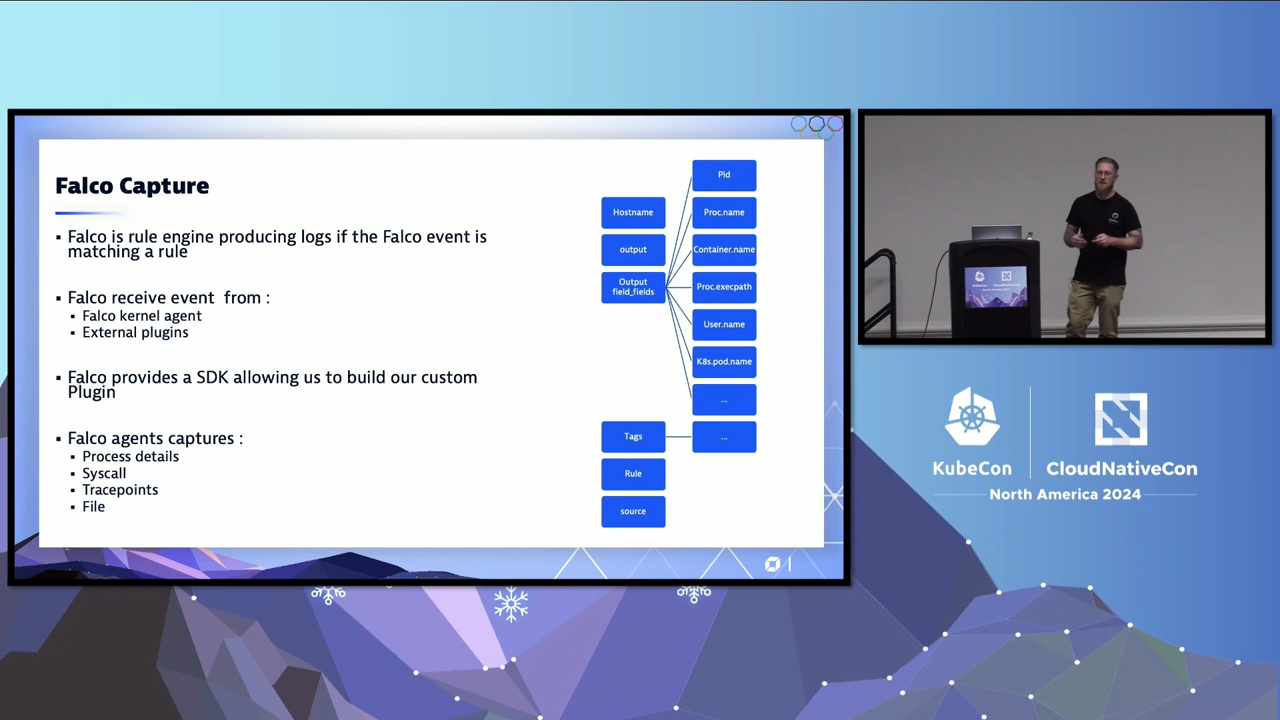 Falco Capture
▪ Falco is rule engine producing logs if the Falco event is
matching a rule
▪ Falco receive event from :
▪ Falco kernel agent
▪ External plugins
▪ Falco provides a SDK allowing us to build our custom
Plugin
▪ Falco agents captures :
▪ Process details
▪ Syscall
▪ Tracepoints
▪ File
Hostname
output
Output
field_fields
Tags
Rule
source
Pid
Proc.name
Container.name
Proc.execpath
User.name
K8s.pod.name
...
...
KubeCon
CloudNativeCon
North America 2024